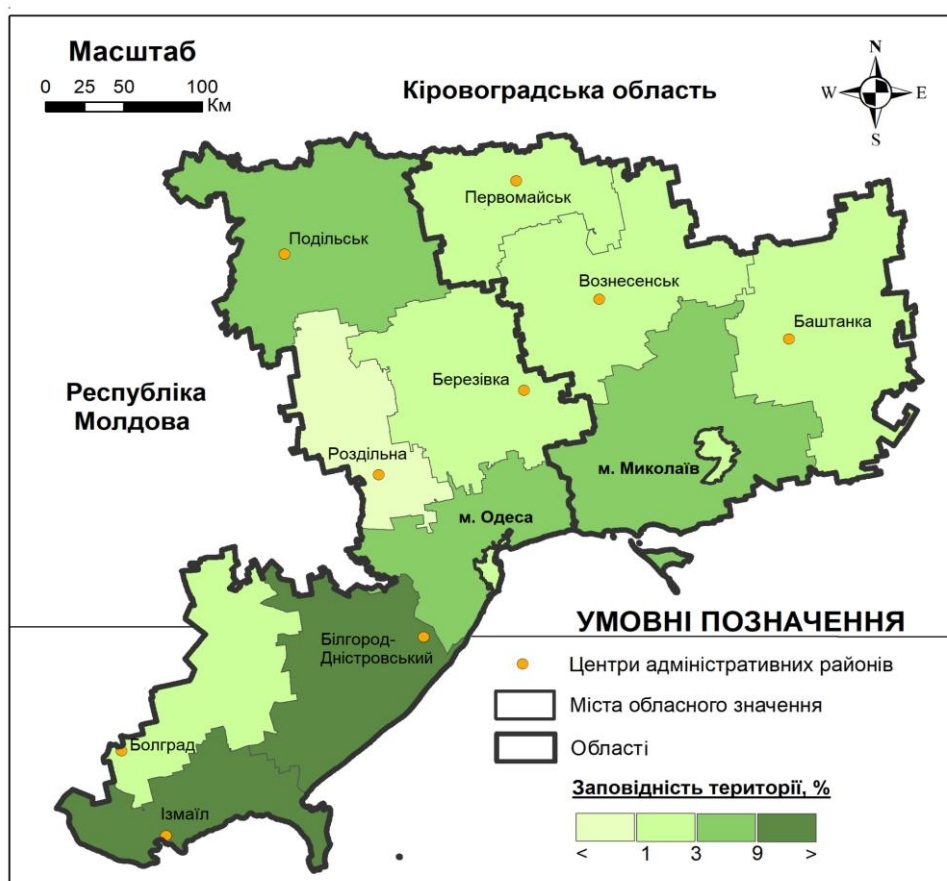 Масштаб
0 25 50 100
Км
Кіровоградська область
N
W E
S
Первомайськ
Подільськ
Вознесенськ
Баштанка
Березівка
Республіка
Молдова
Роздільна
м. Миколаїв
м. Одеса
Білгород-
Дністровський
УМОВНІ ПОЗНАЧЕННЯ
Центри адміністративних районів
Міста обласного значення
Області
Болград
Ізмаїл
Заповідність території, %
< 1 3 9 >